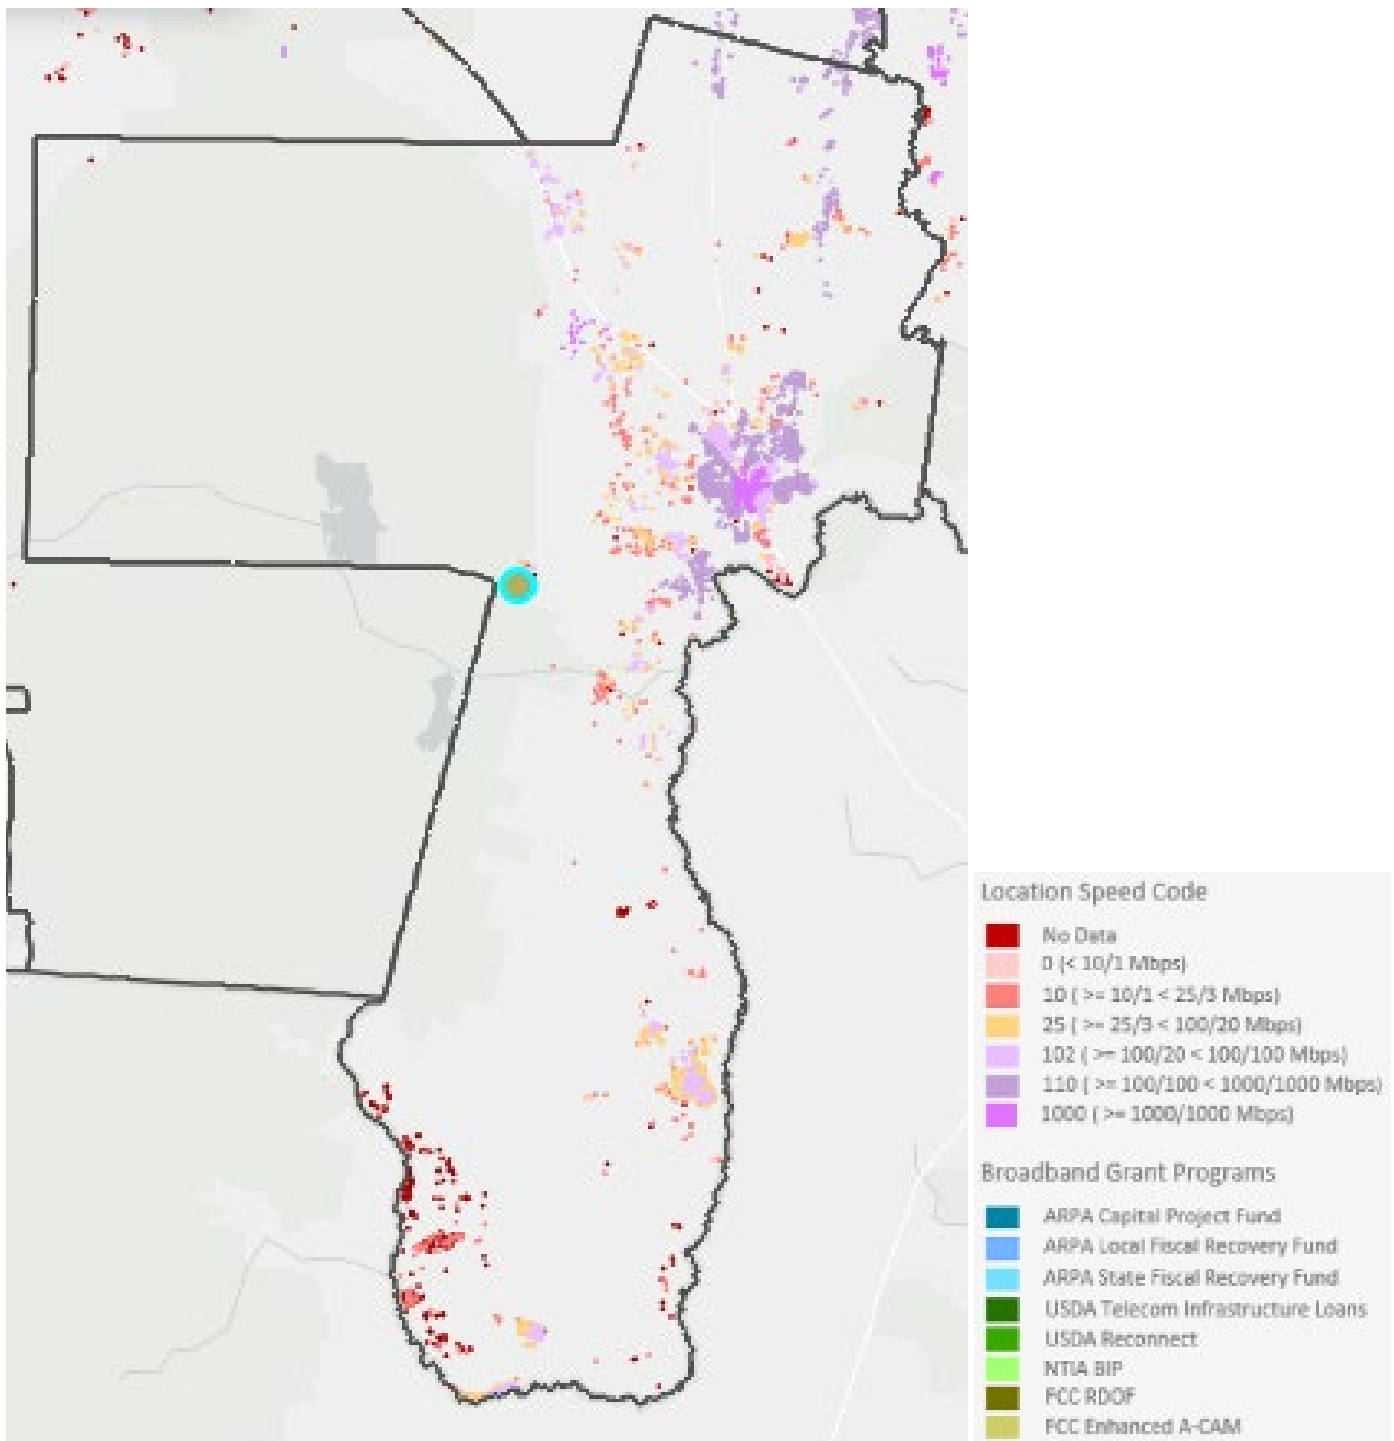 Location Speed Code
No Data
0 (< 10/1 Mbps)
10 ( >= 10/1 < 25/3 Mbps)
25 ( >= 25/3 < 100/20 Mbps)
102 ( >= 100/20 < 100/100 Mbps)
110 ( >= 100/100 < 1000/1000 Mbps)
1000 ( >= 1000/1000 Mbps)
Broadband Grant Programs
ARPA Capital Project Fund
ARPA Local Fiscal Recovery Fund
ARPA State Fiscal Recovery Fund
USDA Telecom Infrastructure Loans
USDA Reconnect
NTIA BIP
FCC RDOF
FCC Enhanced A-CAM